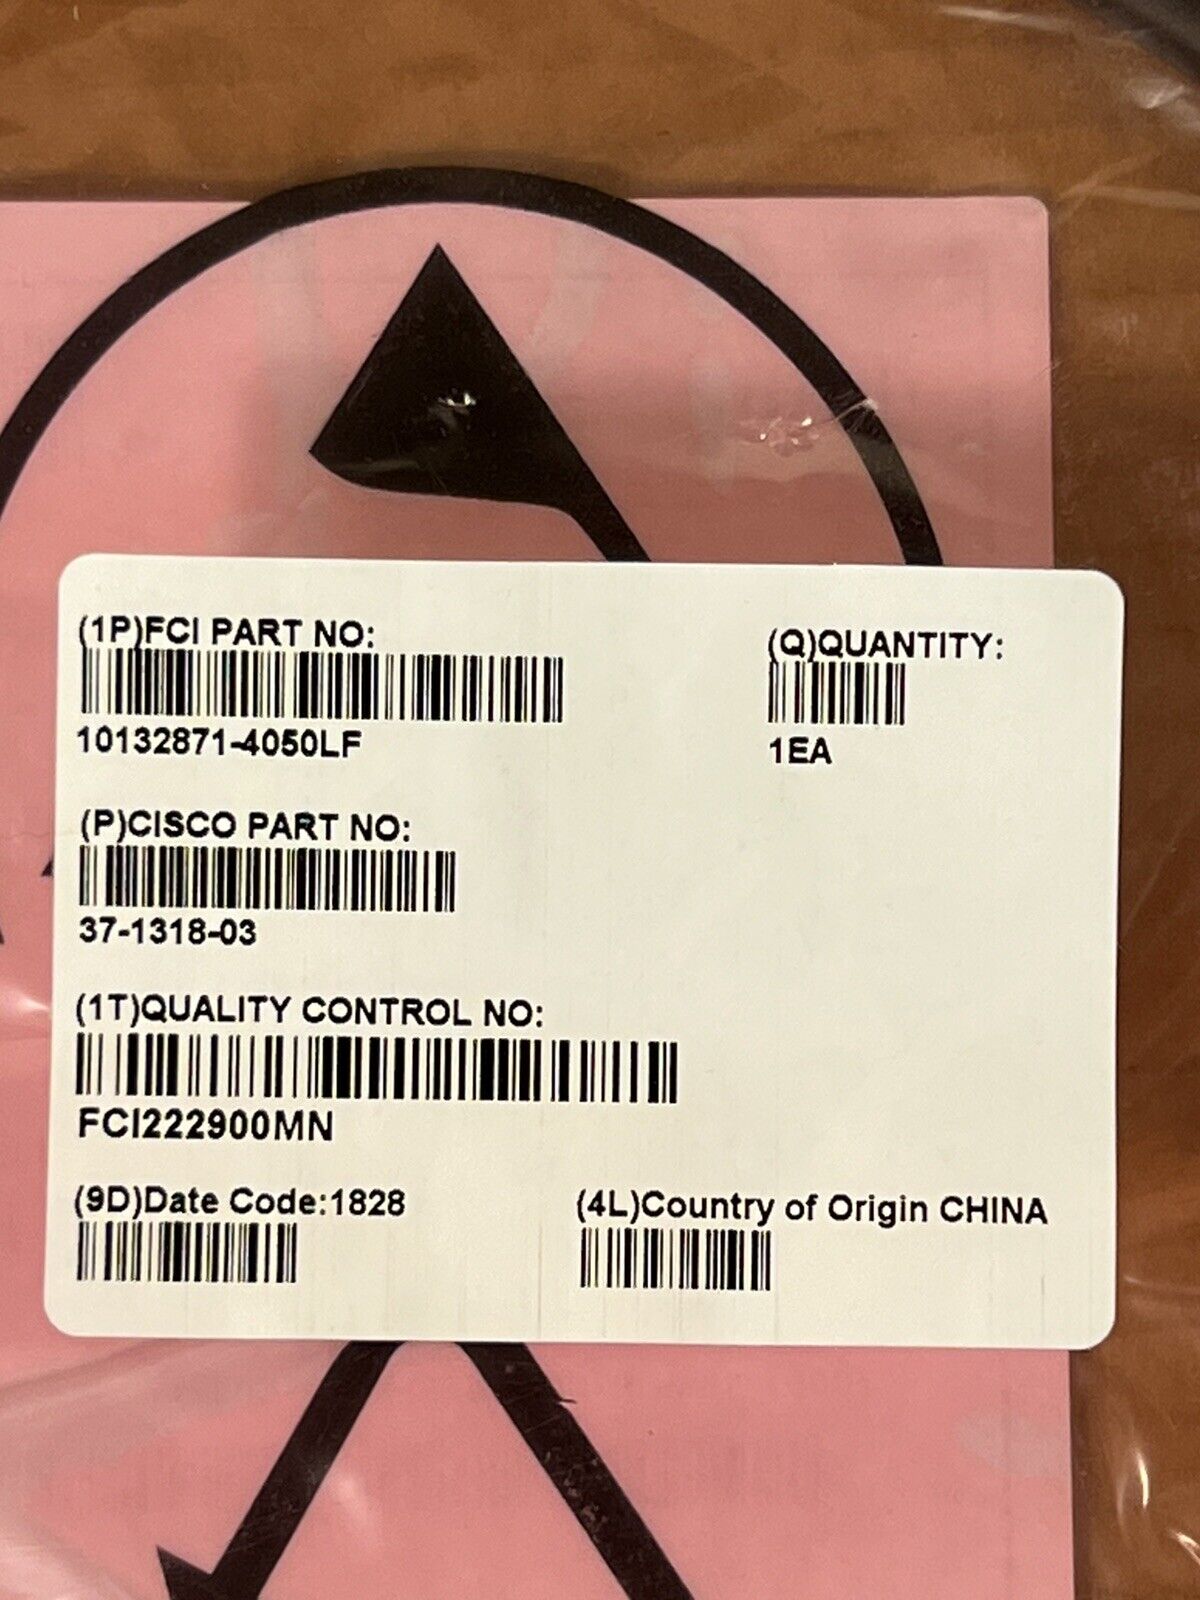 (1P)FCI PART NO:
10132871-4050LF
(Q)QUANTITY:
1EA
(P)CISCO PART NO:
37-1318-03
(1T)QUALITY CONTROL NO:
FCI222900MN
(9D)Date Code:1828
(4L)Country of Origin CHINA